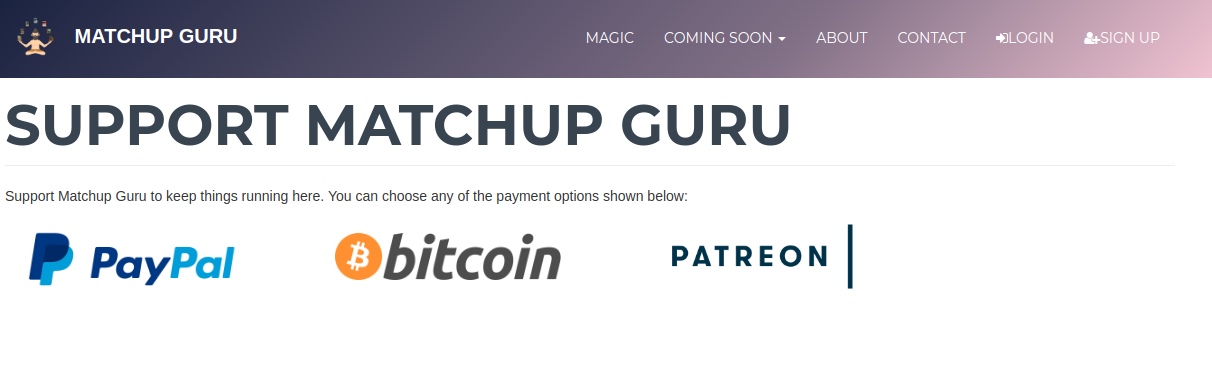 MATCHUP GURU
MAGIC COMING SOON ABOUT CONTACT LOGIN SIGN UP
SUPPORT MATCHUP GURU
Support Matchup Guru to keep things running here. You can choose any of the payment options shown below:
PayPal bitcoin PATREON